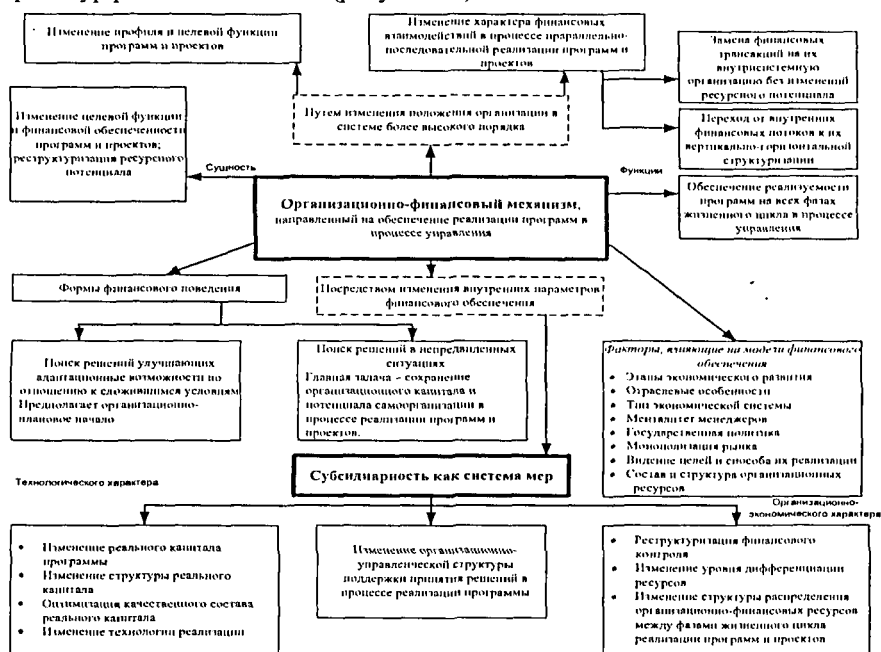 Изменение профиля и целевой функции
программ и проектов
Изменение характера финансовых
взаимодействий в процессе праралельно-
последовательной реализации программ и
проектов
Замена финансовых
трансакций на их
внутрисистемную
организацию без изменений
ресурсного потенциала
Путем изменения положения организации в
системе более высокого порядка
Изменение целевой функции
и финансовой обеспеченности
программ и проектов;
реструктуризация ресурсного
потенциала
Переход от внутренних
финансовых потоков к их
вертикально-горизонтальной
структуризации
Сущность
Функции
Организационно-финансовый механизм,
направленный на обеспечение реализации программ в
процессе управления
Обеспечение реализуемости
программ на всех фазах
жизненного цикла в процессе
управления
Формы финансового поведения
Посредством изменения внутренних параметров
финансового обеспечения
Поиск решений улучшающих
адаптационные возможности по
отношению к сложившимся условиям
Предполагает организационно-
плановое начало
Поиск решений в непредвиденных
ситуациях
Главная задача – сохранение
организационного капитала и
потенциала самоорганизации в
процессе реализации программ и
проектов.
Факторы, влияющие на модели финансового
обеспечения
• Этапы экономического развития
• Отраслевые особенности
• Тип экономической системы
• Менталитет менеджеров
• Государственная политика
• Монополизация рынка
• Видение целей и способа их реализации
• Состав и структура организационных
ресурсов
Субсидиарность как система мер
Технологического характера
Организационно-
экономического характера
• Изменение реального капитала
программы
• Изменение структуры реального
капитала
• Оптимизация качественного состава
реального капитала
• Изменение технологии реализации
Изменение организационно-
управленческой структуры
поддержки принятия решений в
процессе реализации программы
• Реструктуризация финансового
контроля
• Изменение уровня дифференциации
ресурсов
• Изменение структуры распределения
организационно-финансовых ресурсов
между фазами жизненного цикла
реализации программ и проектов